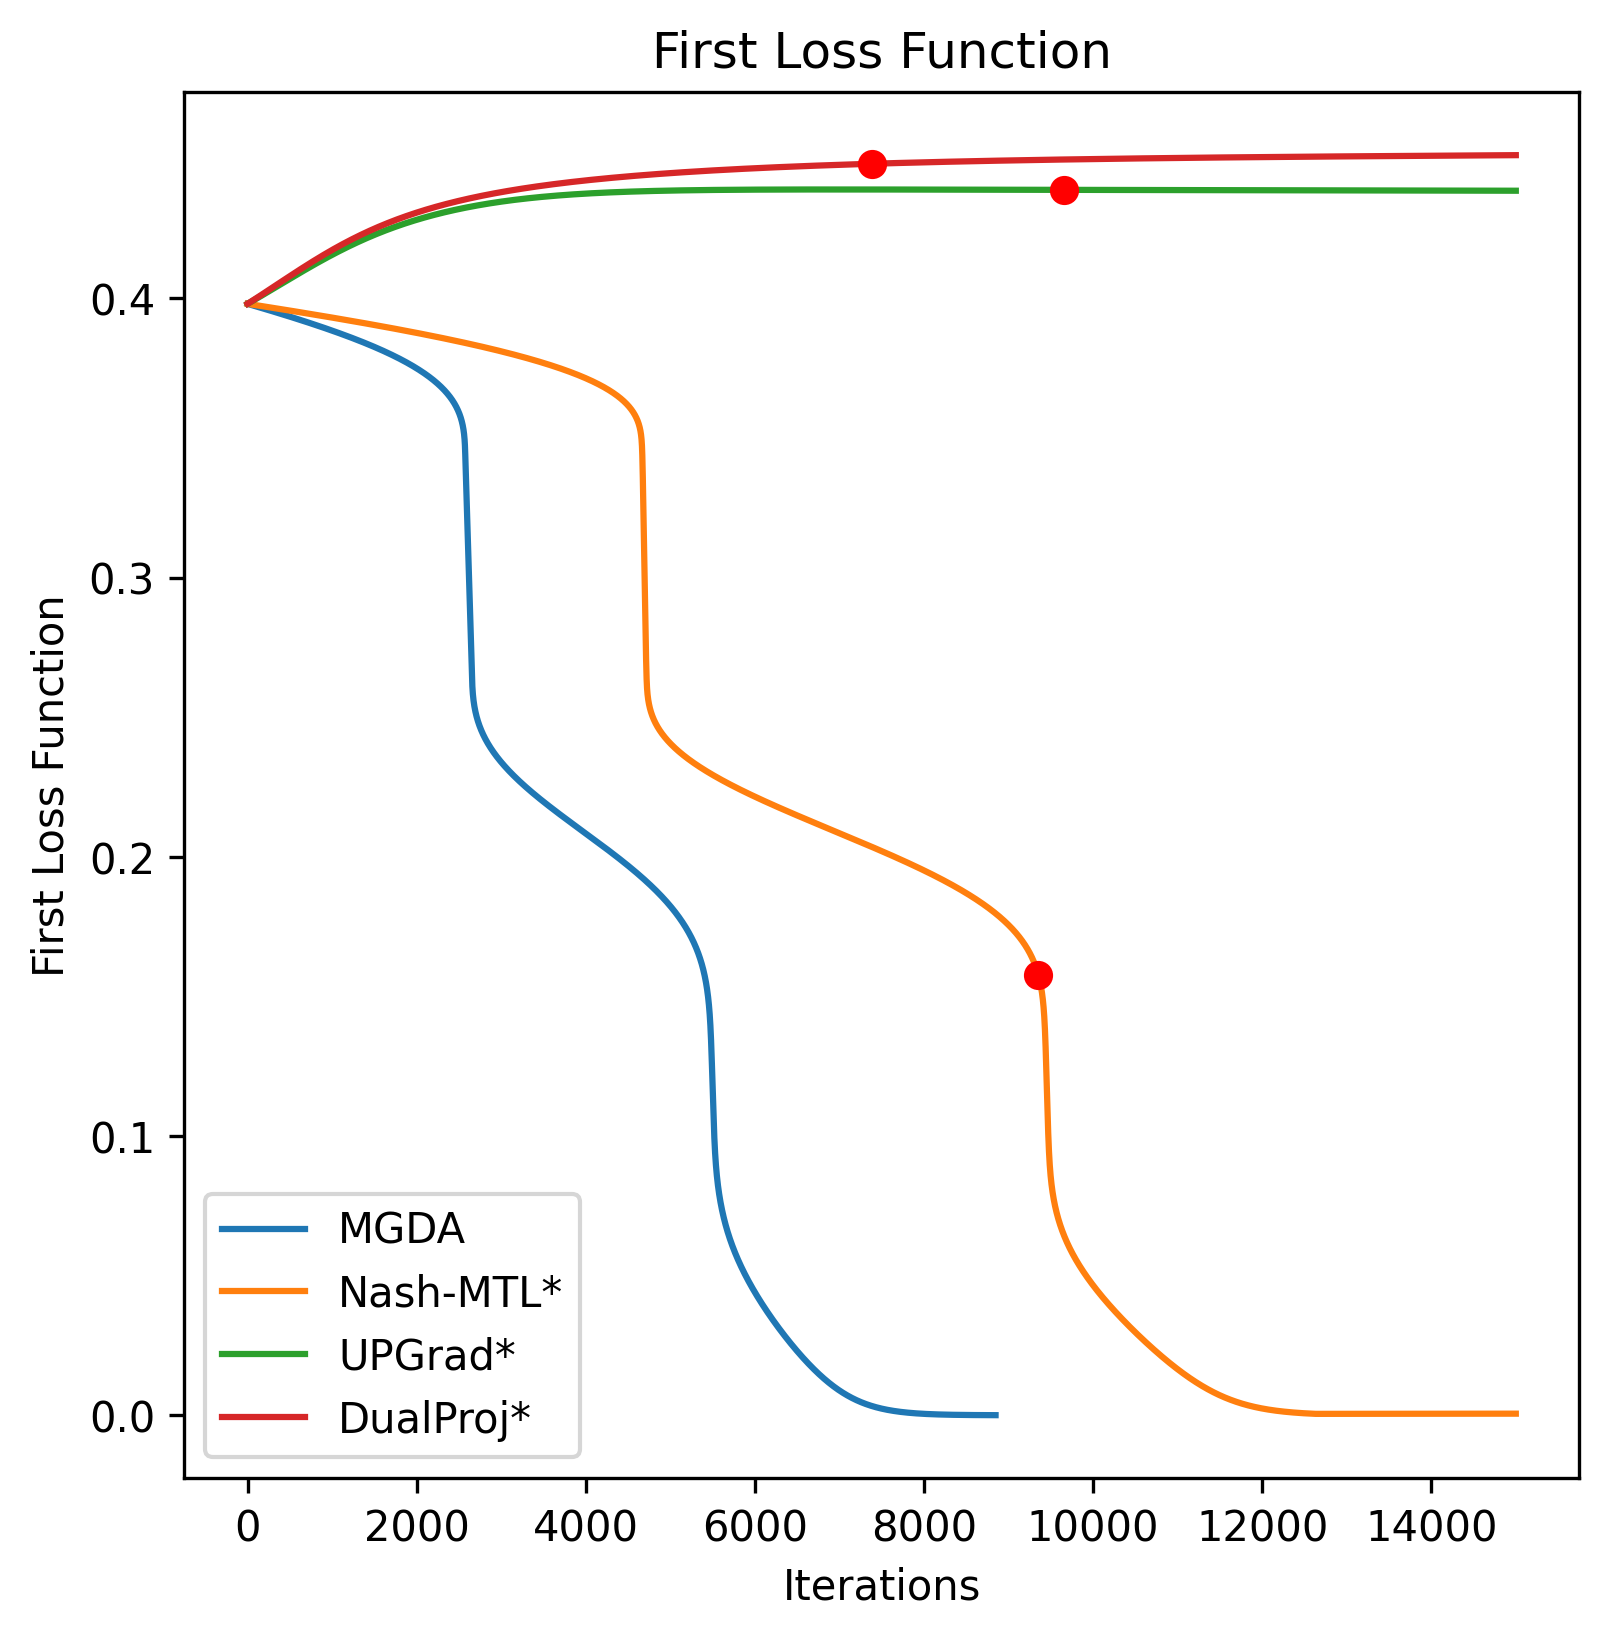 First Loss Function
First Loss Function
0.4
0.3
0.2
0.1
0.0
MGDA
Nash-MTL*
UPGrad*
DualProj*
0 2000 4000 6000 8000 10000 12000 14000
Iterations